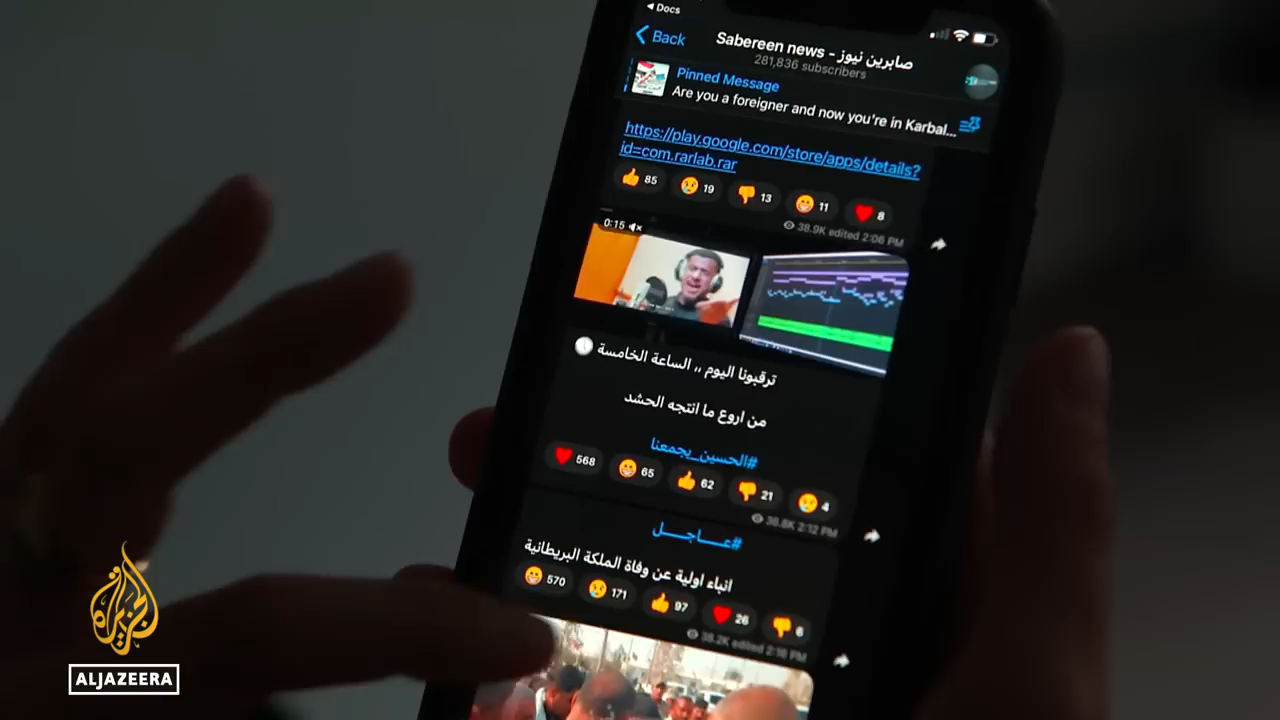 Docs
Back
Sabereen news - صابرين نيوز
281,836 subscribers
Pinned Message
Are you a foreigner and now you're in Karbal...
https://play.google.com/store/apps/details?
id=com.rarlab.rar
85 19 13 11 8
38.9K edited 2:06 PM
0:15
ترقبونا اليوم ,, الساعة الخامسة
من اروع ما انتجه الحشد
#الحسين_يجمعنا
568 65 62 21 4
38.8K 2:12 PM
#عـــاجـــل
انباء اولية عن وفاة الملكة البريطانية
570 171 97 26 6
38.2K edited 2:16 PM
الجزيرة
ALJAZEERA